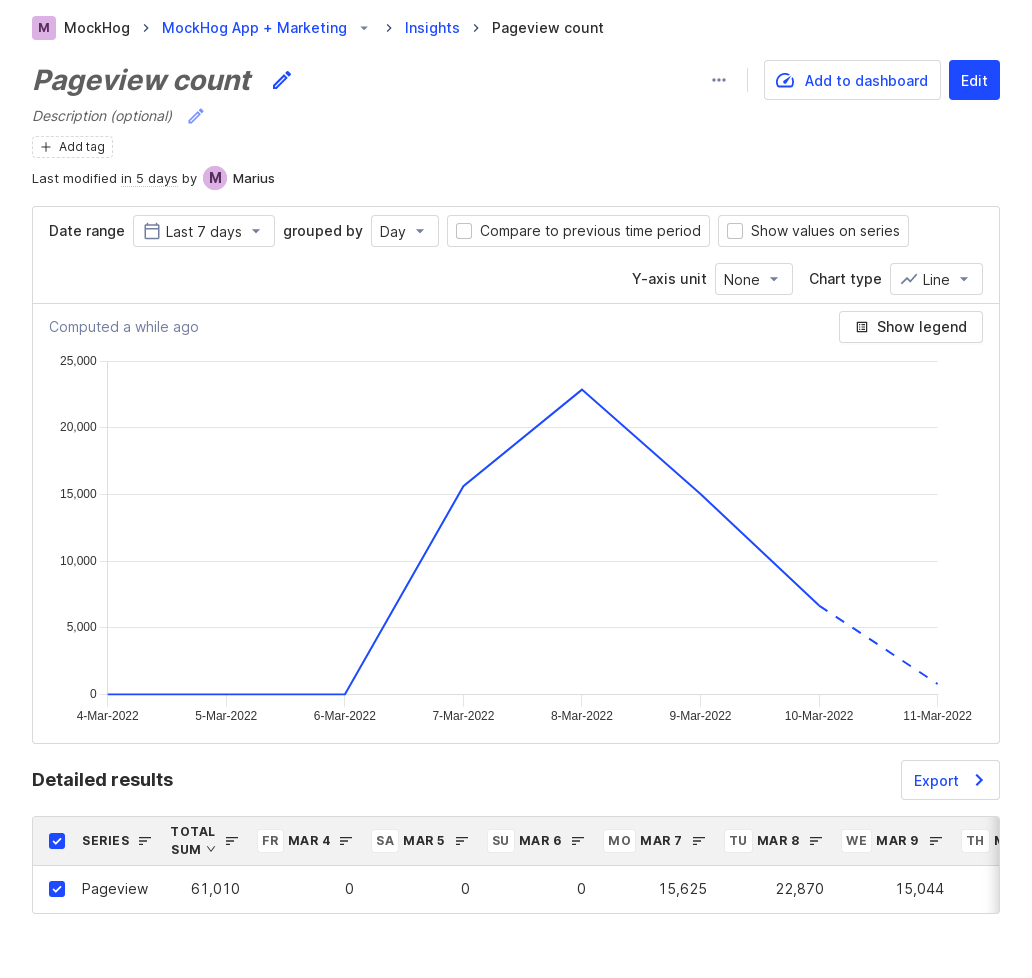 M MockHog MockHog App + Marketing Insights Pageview count
Pageview count
Add to dashboard Edit
Description (optional)
Add tag
Last modified in 5 days by M Marius
Date range Last 7 days grouped by Day Compare to previous time period Show values on series
Y-axis unit None Chart type Line
Computed a while ago Show legend
25,000
20,000
15,000
10,000
5,000
0
4-Mar-2022 5-Mar-2022 6-Mar-2022 7-Mar-2022 8-Mar-2022 9-Mar-2022 10-Mar-2022 11-Mar-2022
Detailed results Export
SERIES TOTAL SUM FR MAR 4 SA MAR 5 SU MAR 6 MO MAR 7 TU MAR 8 WE MAR 9 TH
Pageview 61,010 0 0 0 15,625 22,870 15,044